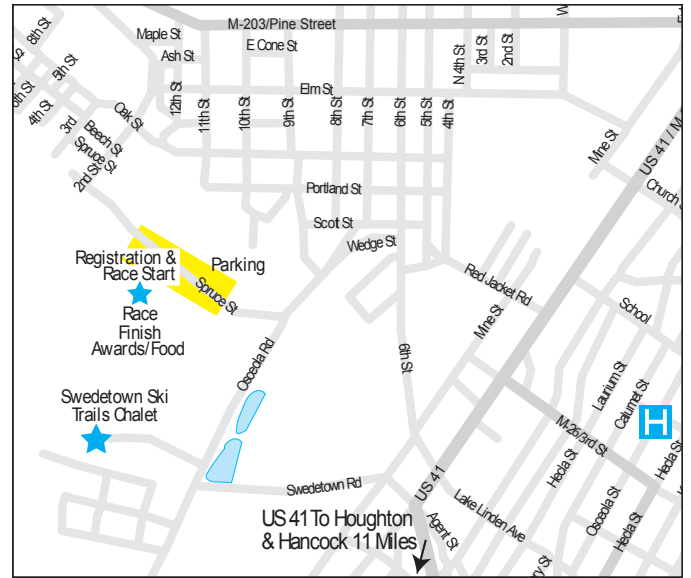 M-203/Pine Street
Maple St
E Cone St
Ash St
8th St
5th St
4th St
3rd
Oak St
Beech St
Spruce St
2nd St
12th St
11th St
10th St
9th St
8th St
7th St
6th St
5th St
4th St
N 4th St
3rd St
2nd St
Elm St
Mine St
US 41 / M
Church S
Portland St
Scott St
Wedge St
Registration &
Race Start
Parking
Spruce St
Race
Finish
Awards/Food
Red Jacket Rd
Mine St
School
Osceola Rd
6th St
Laurium St
Calumet St
Swedetown Ski
Trails Chalet
H
M-26/3rd St
Hecla St
Hecla St
Osceola St
Hecla St
Swedetown Rd
US 41
Lake Linden Ave
Agent St
US 41 To Houghton
& Hancock 11 Miles